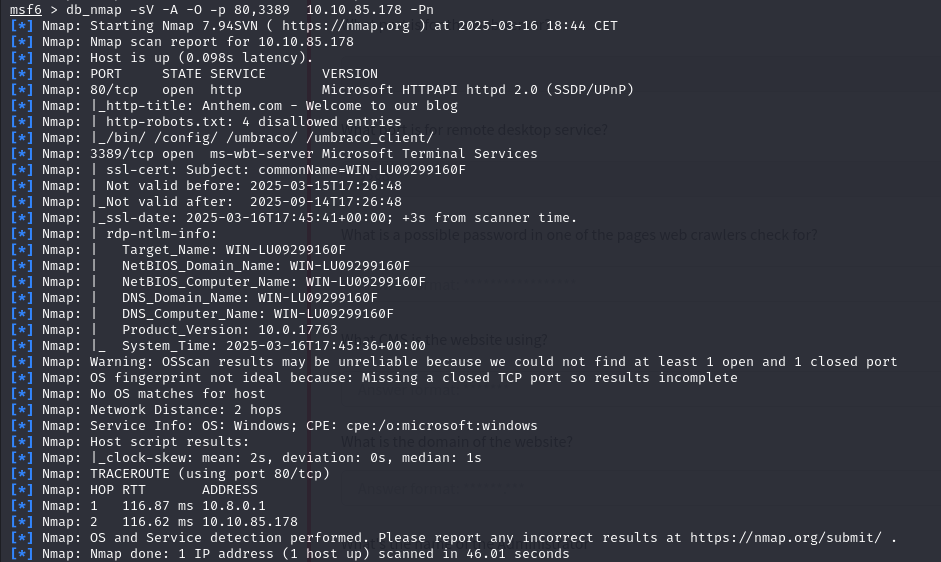 msf6 > db_nmap -sV -A -O -p 80,3389  10.10.85.178 -Pn
[*] Nmap: Starting Nmap 7.94SVN ( https://nmap.org ) at 2025-03-16 18:44 CET
[*] Nmap: Nmap scan report for 10.10.85.178
[*] Nmap: Host is up (0.098s latency).
[*] Nmap: PORT     STATE SERVICE       VERSION
[*] Nmap: 80/tcp   open  http          Microsoft HTTPAPI httpd 2.0 (SSDP/UPnP)
[*] Nmap: |_http-title: Anthem.com - Welcome to our blog
[*] Nmap: | http-robots.txt: 4 disallowed entries
is for remote desktop service?
[*] Nmap: |_/bin/ /config/ /umbraco/ /umbraco_client/
[*] Nmap: 3389/tcp open  ms-wbt-server Microsoft Terminal Services
[*] Nmap: | ssl-cert: Subject: commonName=WIN-LU09299160F
[*] Nmap: | Not valid before: 2025-03-15T17:26:48
[*] Nmap: |_Not valid after:  2025-09-14T17:26:48
[*] Nmap: |_ssl-date: 2025-03-16T17:45:41+00:00; +3s from scanner time.
[*] Nmap: | rdp-ntlm-info:
What is a possible password in one of the pages web crawlers check for?
[*] Nmap: |   Target_Name: WIN-LU09299160F
[*] Nmap: |   NetBIOS_Domain_Name: WIN-LU09299160F
[*] Nmap: |   NetBIOS_Computer_Name: WIN-LU09299160F
[*] Nmap: |   DNS_Domain_Name: WIN-LU09299160F
[*] Nmap: |   DNS_Computer_Name: WIN-LU09299160F
[*] Nmap: |   Product_Version: 10.0.17763
the website using?
[*] Nmap: |_  System_Time: 2025-03-16T17:45:36+00:00
[*] Nmap: Warning: OSScan results may be unreliable because we could not find at least 1 open and 1 closed port
[*] Nmap: OS fingerprint not ideal because: Missing a closed TCP port so results incomplete
[*] Nmap: No OS matches for host
[*] Nmap: Network Distance: 2 hops
[*] Nmap: Service Info: OS: Windows; CPE: cpe:/o:microsoft:windows
[*] Nmap: Host script results:
What is the domain of the website?
[*] Nmap: |_clock-skew: mean: 2s, deviation: 0s, median: 1s
[*] Nmap: TRACEROUTE (using port 80/tcp)
[*] Nmap: HOP RTT       ADDRESS
[*] Nmap: 1   116.87 ms 10.8.0.1
[*] Nmap: 2   116.62 ms 10.10.85.178
[*] Nmap: OS and Service detection performed. Please report any incorrect results at https://nmap.org/submit/ .
[*] Nmap: Nmap done: 1 IP address (1 host up) scanned in 46.01 seconds